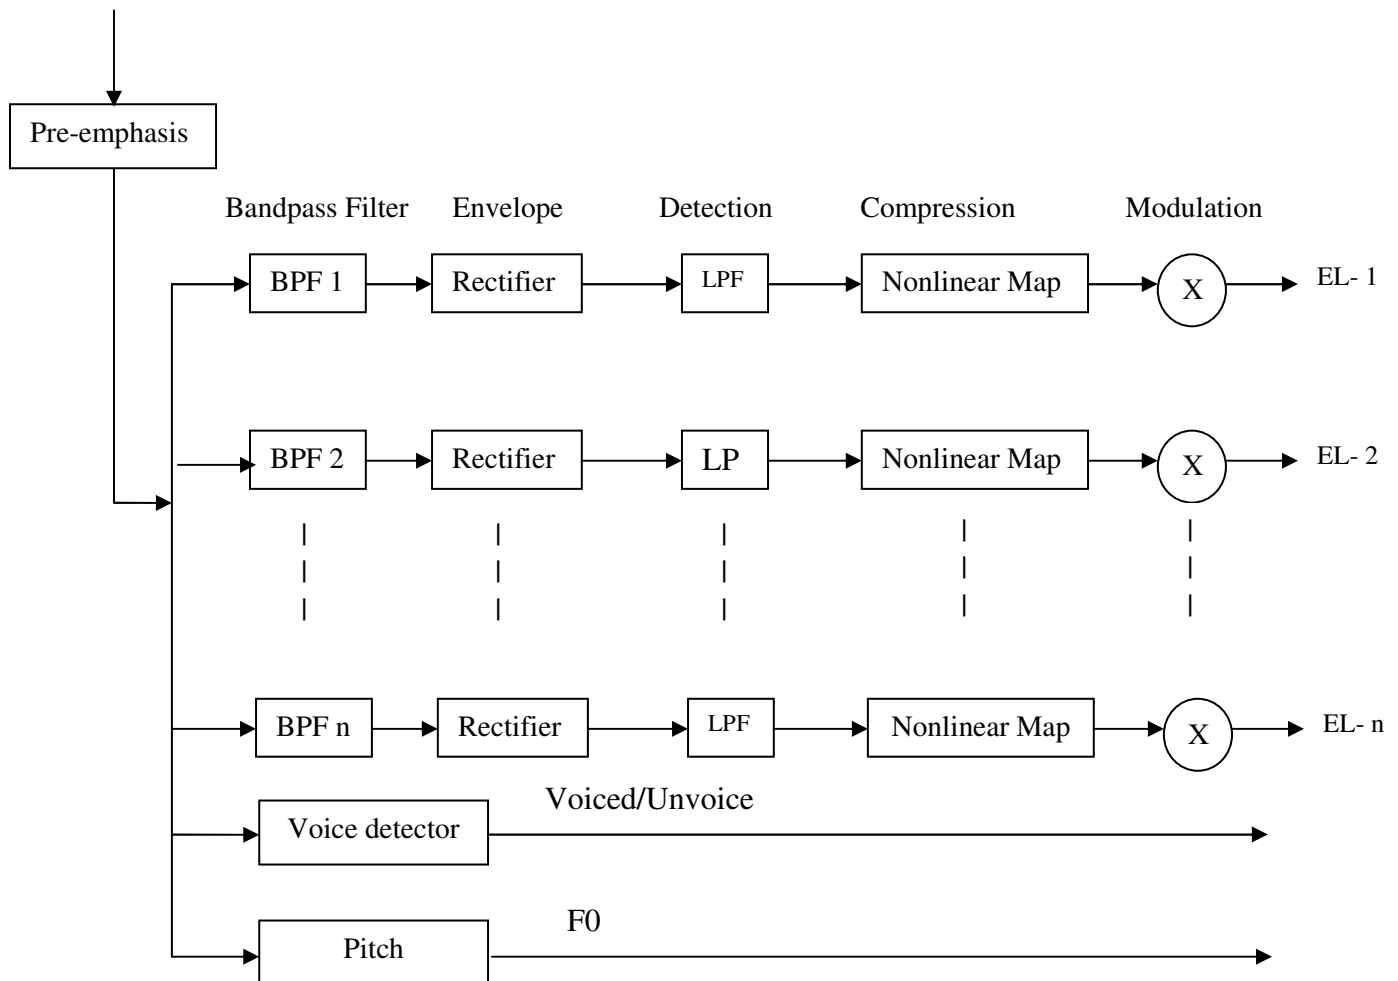 Pre-emphasis
Bandpass Filter Envelope Detection Compression Modulation
BPF 1 Rectifier LPF Nonlinear Map X EL- 1
BPF 2 Rectifier LP Nonlinear Map X EL- 2
BPF n Rectifier LPF Nonlinear Map X EL- n
Voiced/Unvoice
Voice detector
F0
Pitch